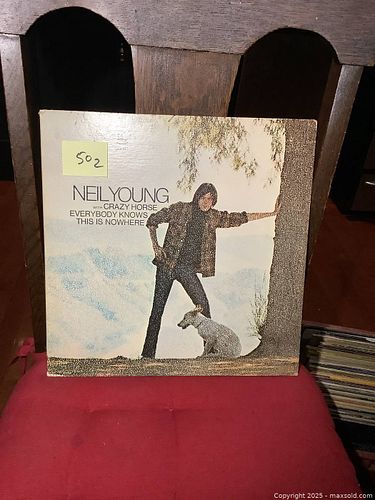 502
NEIL YOUNG
WITH CRAZY HORSE
EVERYBODY KNOWS
THIS IS NOWHERE
Copyright © 2025 - maxsold.com